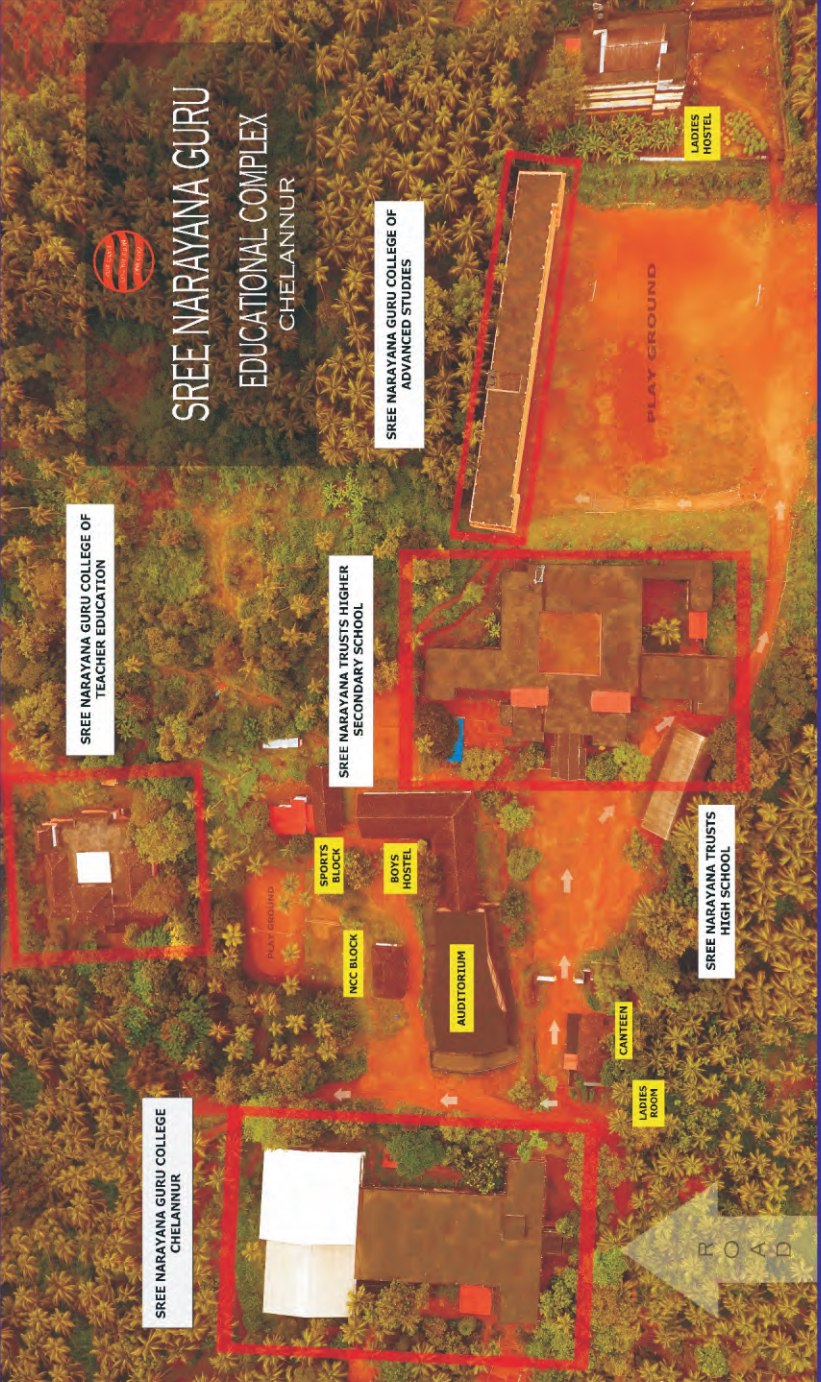 SREE NARAYANA GURU
EDUCATIONAL COMPLEX
CHELANNUR
SREE NARAYANA GURU COLLEGE
CHELANNUR
SREE NARAYANA GURU COLLEGE OF
TEACHER EDUCATION
SREE NARAYANA TRUSTS HIGHER
SECONDARY SCHOOL
SREE NARAYANA GURU COLLEGE OF
ADVANCED STUDIES
PLAY GROUND
SPORTS
BLOCK
NCC BLOCK
BOYS
HOSTEL
AUDITORIUM
LADIES
HOSTEL
PLAY GROUND
CANTEEN
LADIES
ROOM
SREE NARAYANA TRUSTS
HIGH SCHOOL
ROAD